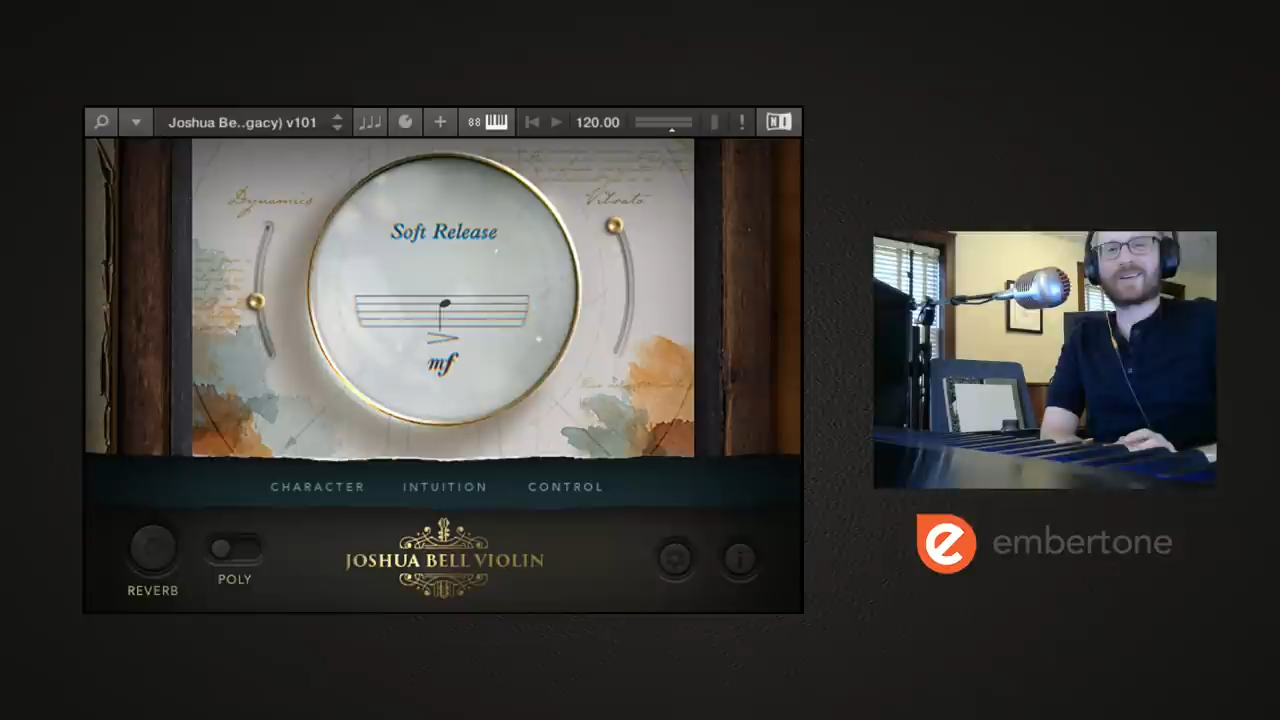 Joshua Be..gacy) v101
88
120.00
!
NI
Dynamics
Vibrato
Soft Release
mf
CHARACTER
INTUITION
CONTROL
JOSHUA BELL VIOLIN
REVERB
POLY
i
e embertone